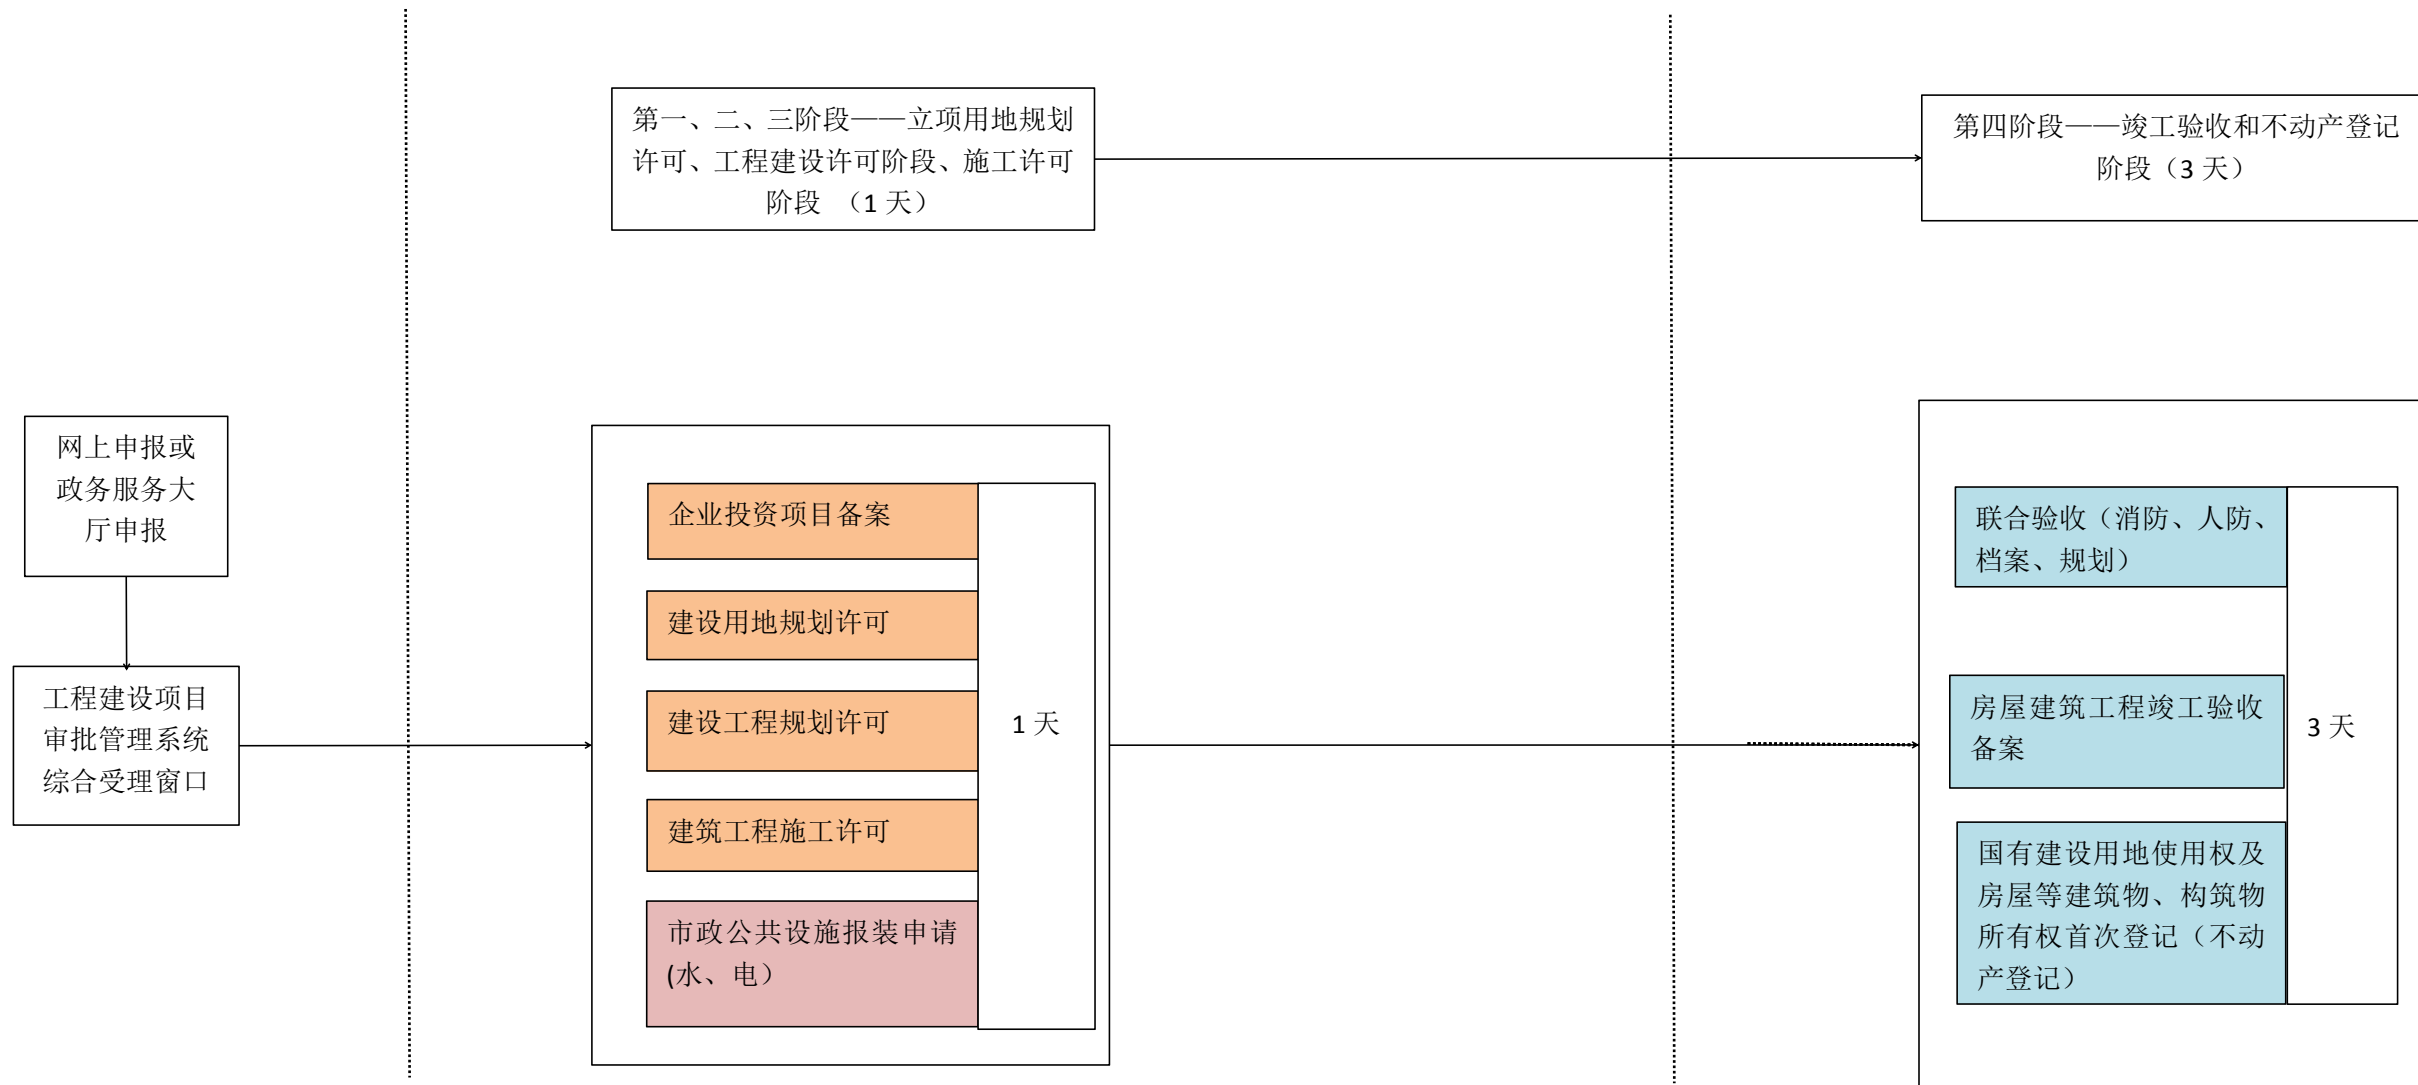 第一、二、三阶段——立项用地规划
许可、工程建设许可阶段、施工许可
阶段 （1 天）
第四阶段——竣工验收和不动产登记
阶段（3 天）
网上申报或
政务服务大
厅申报
工程建设项目
审批管理系统
综合受理窗口
企业投资项目备案
建设用地规划许可
建设工程规划许可
建筑工程施工许可
市政公共设施报装申请
(水、电）
1 天
联合验收（消防、人防、
档案、规划）
房屋建筑工程竣工验收
备案
国有建设用地使用权及
房屋等建筑物、构筑物
所有权首次登记（不动
产登记）
3 天